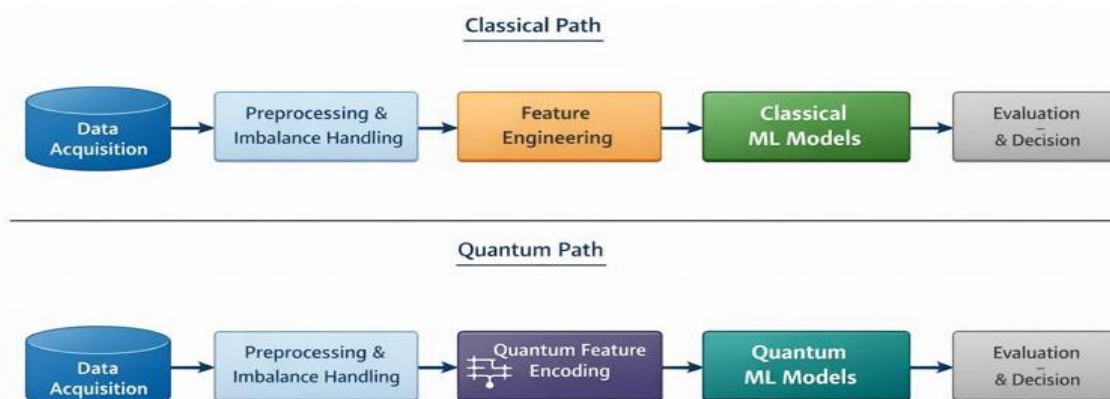 Classical Path
Data
Acquisition
Preprocessing &
Imbalance Handling
Feature
Engineering
Classical
ML Models
Evaluation
& Decision
Quantum Path
Data
Acquisition
Preprocessing &
Imbalance Handling
Quantum Feature
Encoding
Quantum
ML Models
Evaluation
& Decision